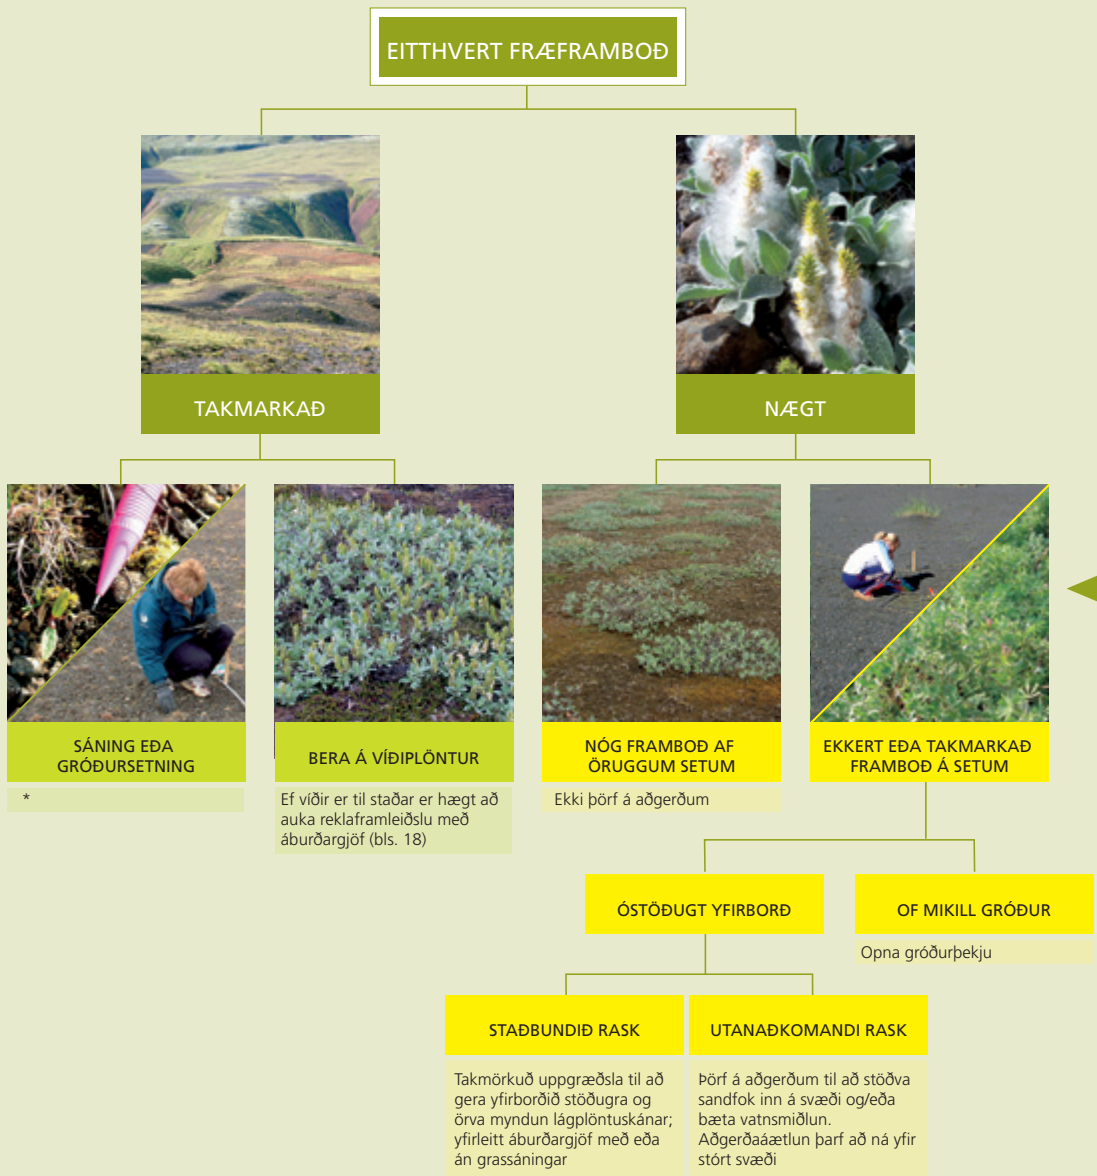 EITTHVERT FRÆFRAMBOÐ
TAKMARKAÐ
NÆGT
SÁNING EÐA
GRÓÐURSETNING
*
BERA Á VÍÐIPLÖNTUR
Ef víðir er til staðar er hægt að
auka reklaframleiðslu með
áburðargjöf (bls. 18)
NÓG FRAMBOÐ AF
ÖRUGGUM SETUM
Ekki þörf á aðgerðum
EKKERT EÐA TAKMARKAÐ
FRAMBOÐ Á SETUM
ÓSTÖÐUGT YFIRBORÐ
OF MIKILL GRÓÐUR
Opna gróðurþekju
STAÐBUNDIÐ RASK
Takmörkuð uppgræðsla til að
gera yfirborðið stöðugra og
örva myndun lágplöntuskánar;
yfirleitt áburðargjöf með eða
án grassáningar
UTANAÐKOMANDI RASK
Þörf á aðgerðum til að stöðva
sandfok inn á svæði og/eða
bæta vatnsmiðlun.
Aðgerðaáætlun þarf að ná yfir
stórt svæði